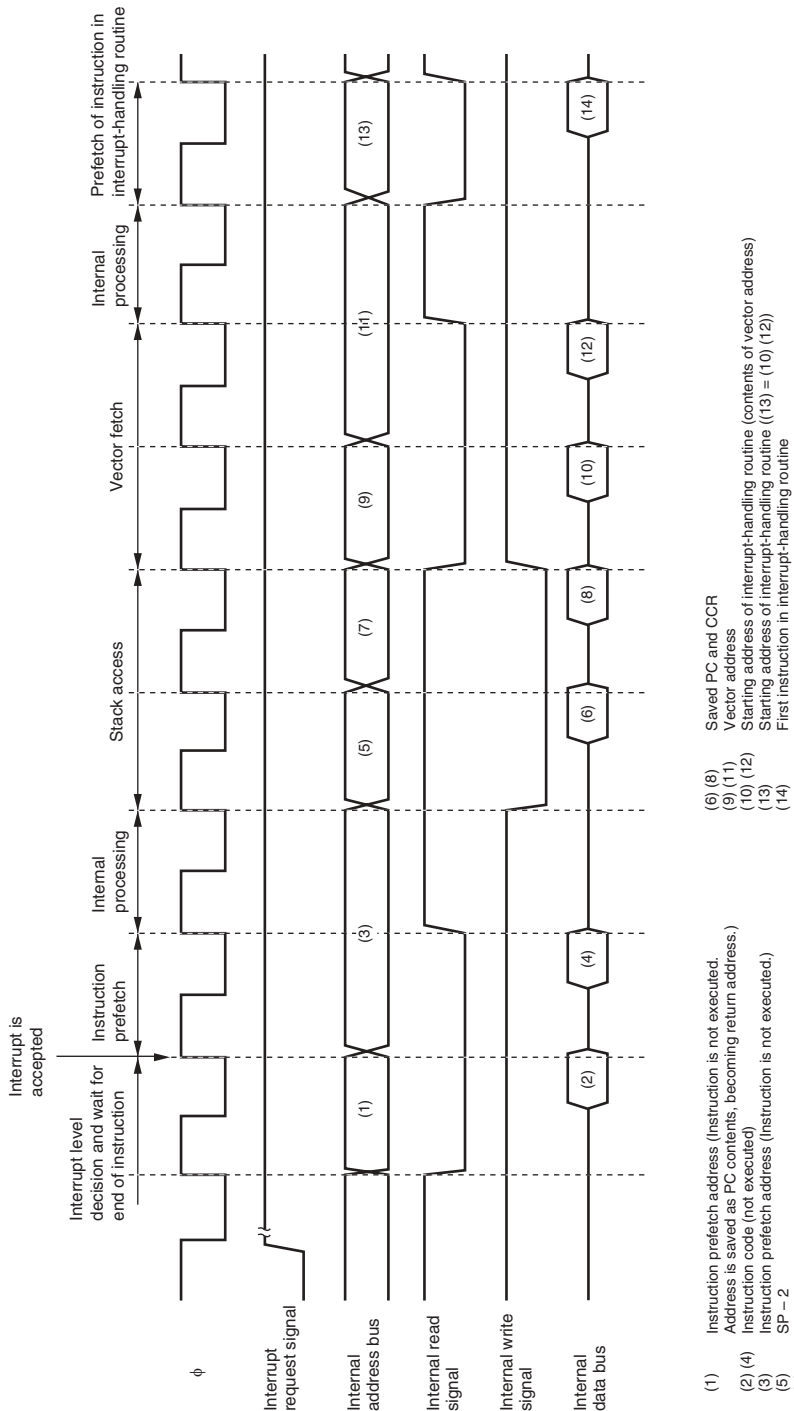 Interrupt is
accepted
Interrupt level
decision and wait for
end of instruction
Instruction
prefetch
Internal
processing
Stack access
Vector fetch
Internal
processing
Prefetch of instruction in
interrupt-handling routine
φ
Interrupt
request signal
Internal
address bus
(1)
(3)
(5)
(7)
(9)
(11)
(13)
Internal read
signal
Internal write
signal
Internal
data bus
(2)
(4)
(6)
(8)
(10)
(12)
(14)
(1) Instruction prefetch address (Instruction is not executed.
Address is saved as PC contents, becoming return address.)
(2) (4) Instruction code (not executed)
(3) Instruction prefetch address (Instruction is not executed.)
(5) SP – 2
(6) (8) Saved PC and CCR
(9) (11) Vector address
(10) (12) Starting address of interrupt-handling routine (contents of vector address)
(13) Starting address of interrupt-handling routine ((13) = (10) (12))
(14) First instruction in interrupt-handling routine